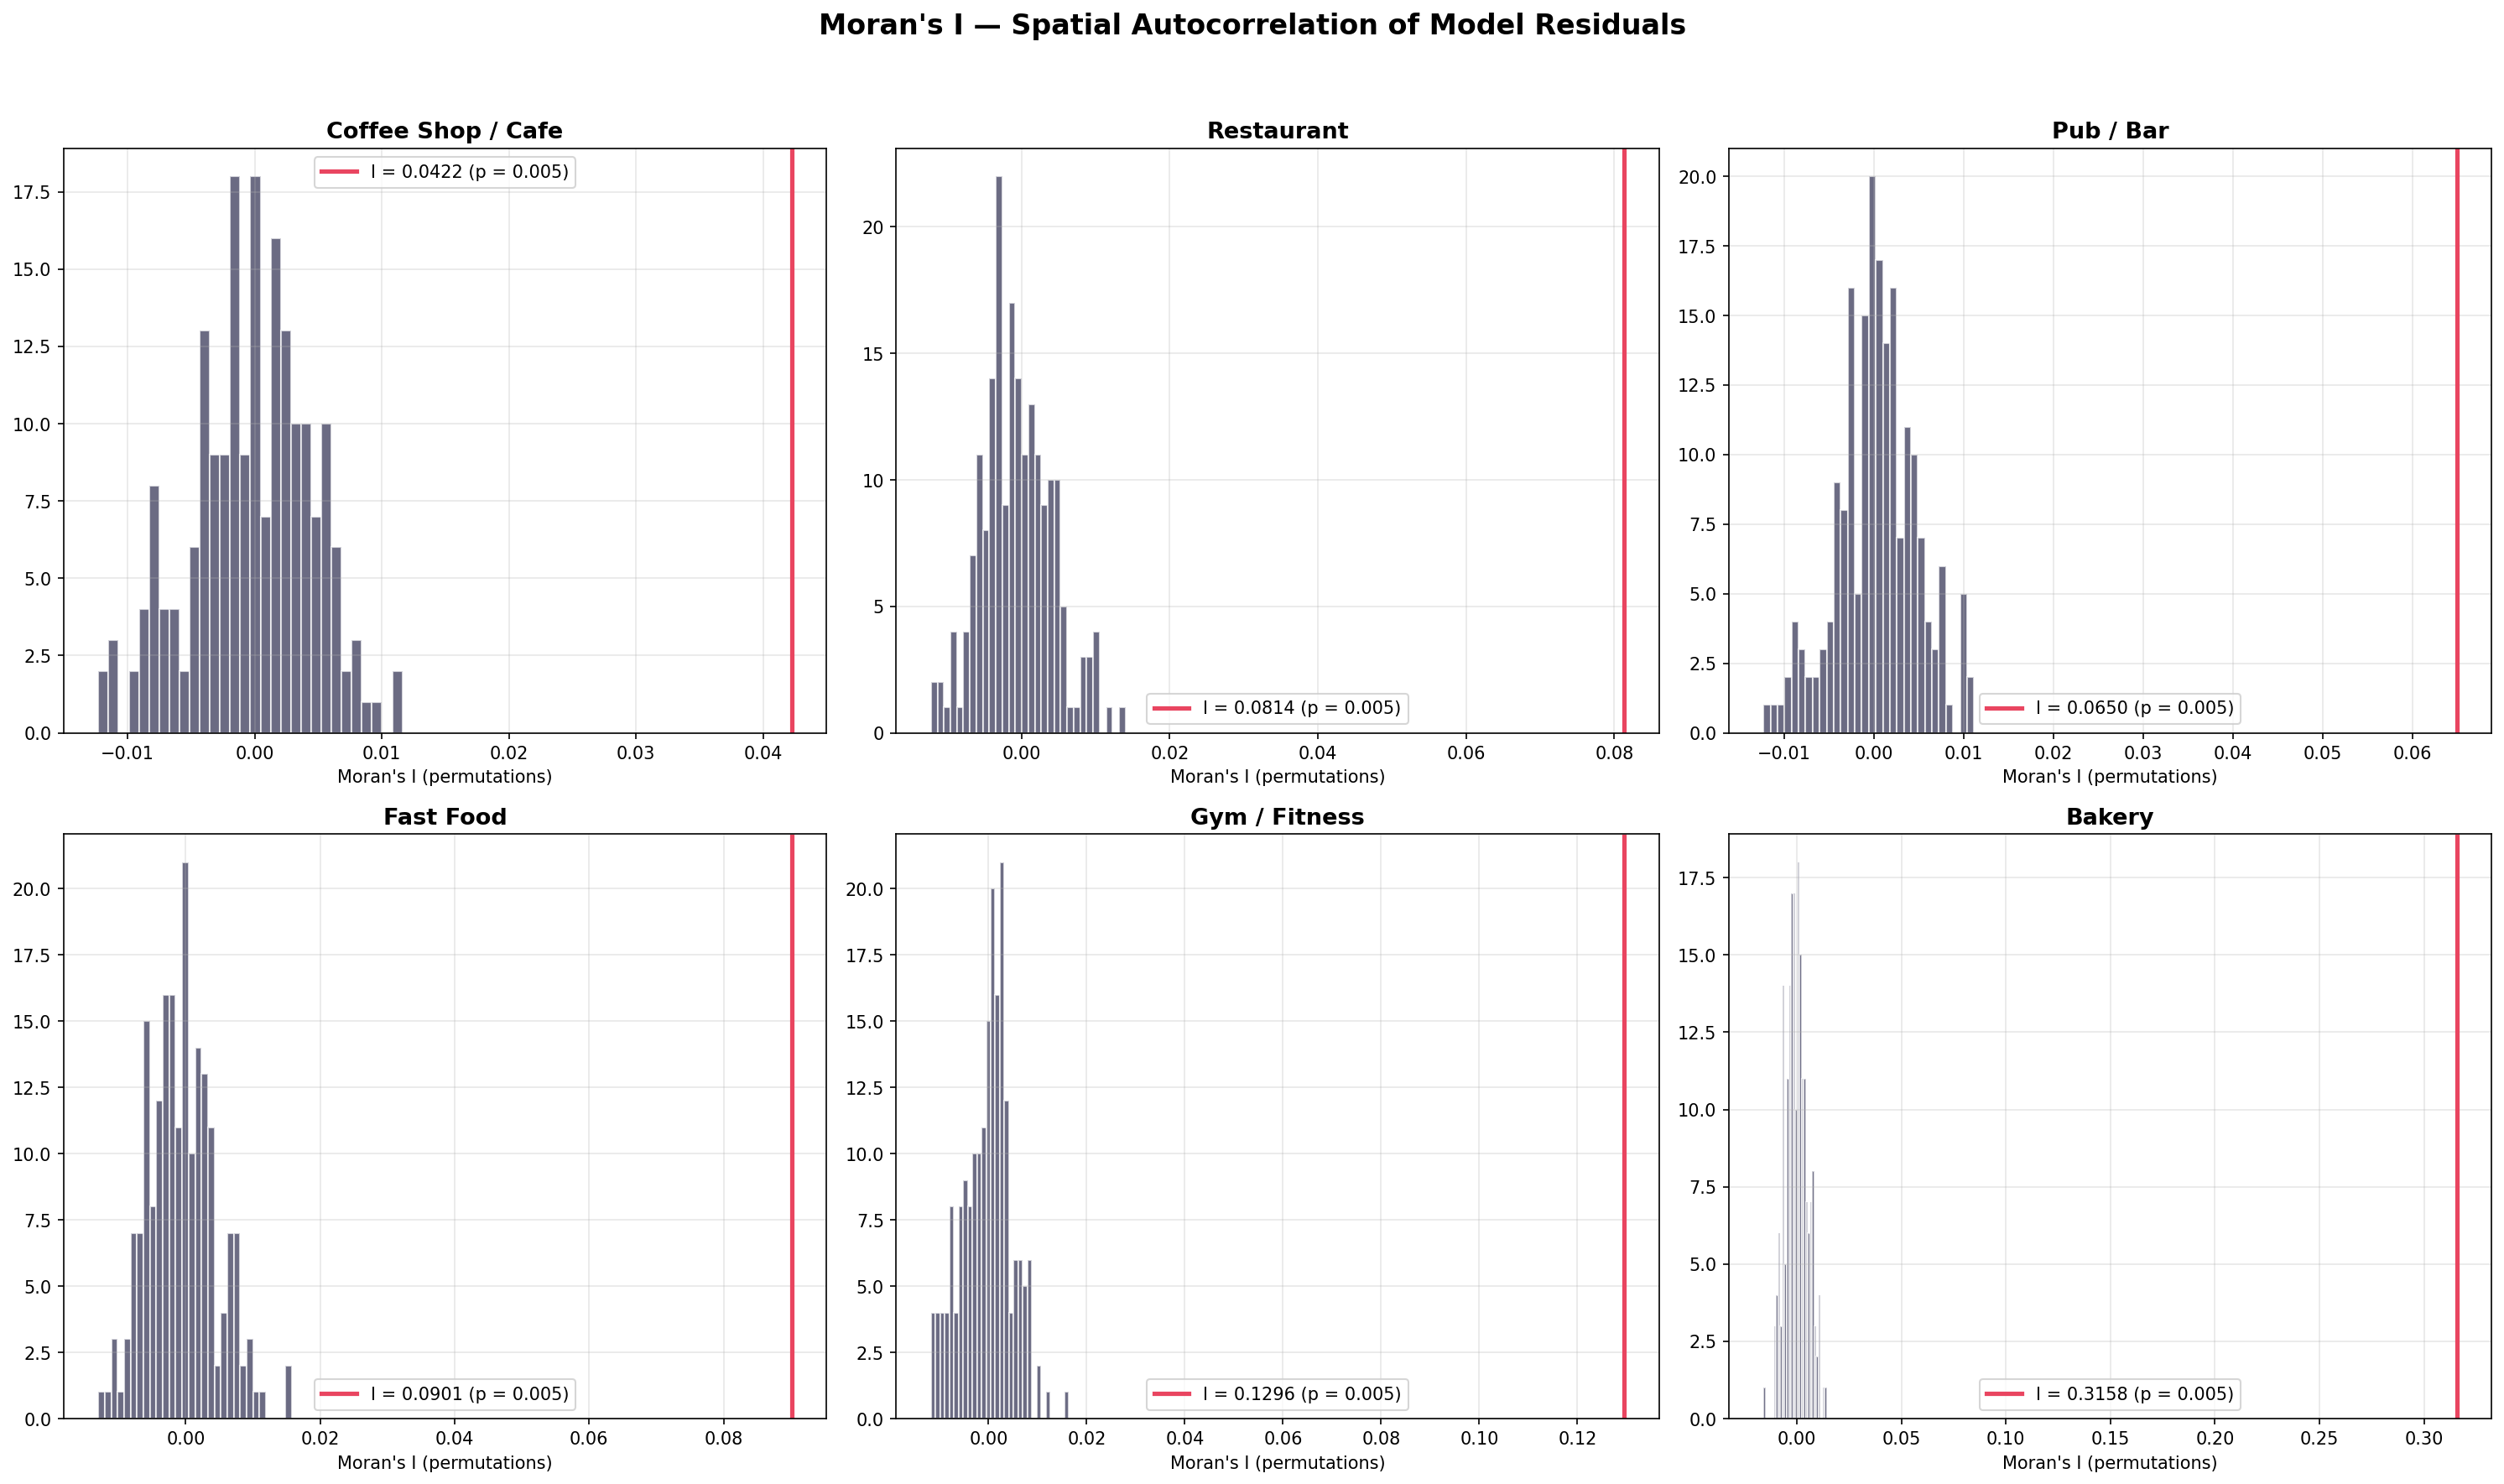 Moran's I — Spatial Autocorrelation of Model Residuals
Coffee Shop / Cafe
I = 0.0422 (p = 0.005)
17.5
15.0
12.5
10.0
7.5
5.0
2.5
0.0
−0.01 0.00 0.01 0.02 0.03 0.04
Moran's I (permutations)
Restaurant
I = 0.0814 (p = 0.005)
20
15
10
5
0
0.00 0.02 0.04 0.06 0.08
Moran's I (permutations)
Pub / Bar
I = 0.0650 (p = 0.005)
20.0
17.5
15.0
12.5
10.0
7.5
5.0
2.5
0.0
−0.01 0.00 0.01 0.02 0.03 0.04 0.05 0.06
Moran's I (permutations)
Fast Food
I = 0.0901 (p = 0.005)
20.0
17.5
15.0
12.5
10.0
7.5
5.0
2.5
0.0
0.00 0.02 0.04 0.06 0.08
Moran's I (permutations)
Gym / Fitness
I = 0.1296 (p = 0.005)
20.0
17.5
15.0
12.5
10.0
7.5
5.0
2.5
0.0
0.00 0.02 0.04 0.06 0.08 0.10 0.12
Moran's I (permutations)
Bakery
I = 0.3158 (p = 0.005)
17.5
15.0
12.5
10.0
7.5
5.0
2.5
0.0
0.00 0.05 0.10 0.15 0.20 0.25 0.30
Moran's I (permutations)